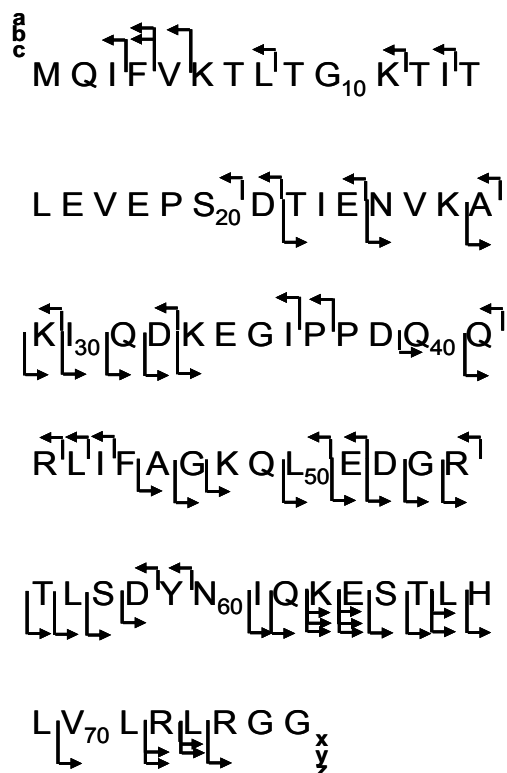 a
b
c
M Q I F V K T L T G10 K T I T
L E V E P S20 D T I E N V K A
K I30 Q D K E G I P P D Q40 Q
R L I F A G K Q L50 E D G R
T L S D Y N60 I Q K E S T L H
L V70 L R L R G G
x
y
z